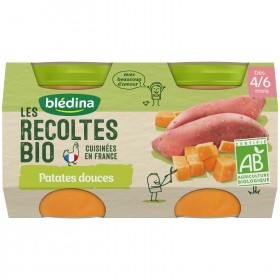 avec
beaucoup
d'amour!
Dès
4/6
mois
blédina
LES
RECOLTES
BIO
CUISINÉES
EN FRANCE
Patates douces
CERTIFIÉ
AB
AGRICULTURE
BIOLOGIQUE